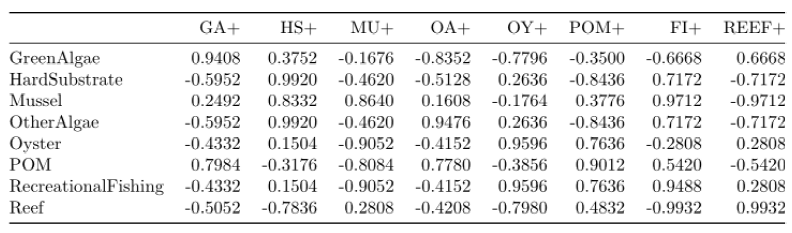 GA+ HS+ MU+ OA+ OY+ POM+ FI+ REEF+
GreenAlgae 0.9408 0.3752 -0.1676 -0.8352 -0.7796 -0.3500 -0.6668 0.6668
HardSubstrate -0.5952 0.9920 -0.4620 -0.5128 0.2636 -0.8436 0.7172 -0.7172
Mussel 0.2492 0.8332 0.8640 0.1608 -0.1764 0.3776 0.9712 -0.9712
OtherAlgae -0.5952 0.9920 -0.4620 0.9476 0.2636 -0.8436 0.7172 -0.7172
Oyster -0.4332 0.1504 -0.9052 -0.4152 0.9596 0.7636 -0.2808 0.2808
POM 0.7984 -0.3176 -0.8084 0.7780 -0.3856 0.9012 0.5420 -0.5420
RecreationalFishing -0.4332 0.1504 -0.9052 -0.4152 0.9596 0.7636 0.9488 0.2808
Reef -0.5052 -0.7836 0.2808 -0.4208 -0.7980 0.4832 -0.9932 0.9932